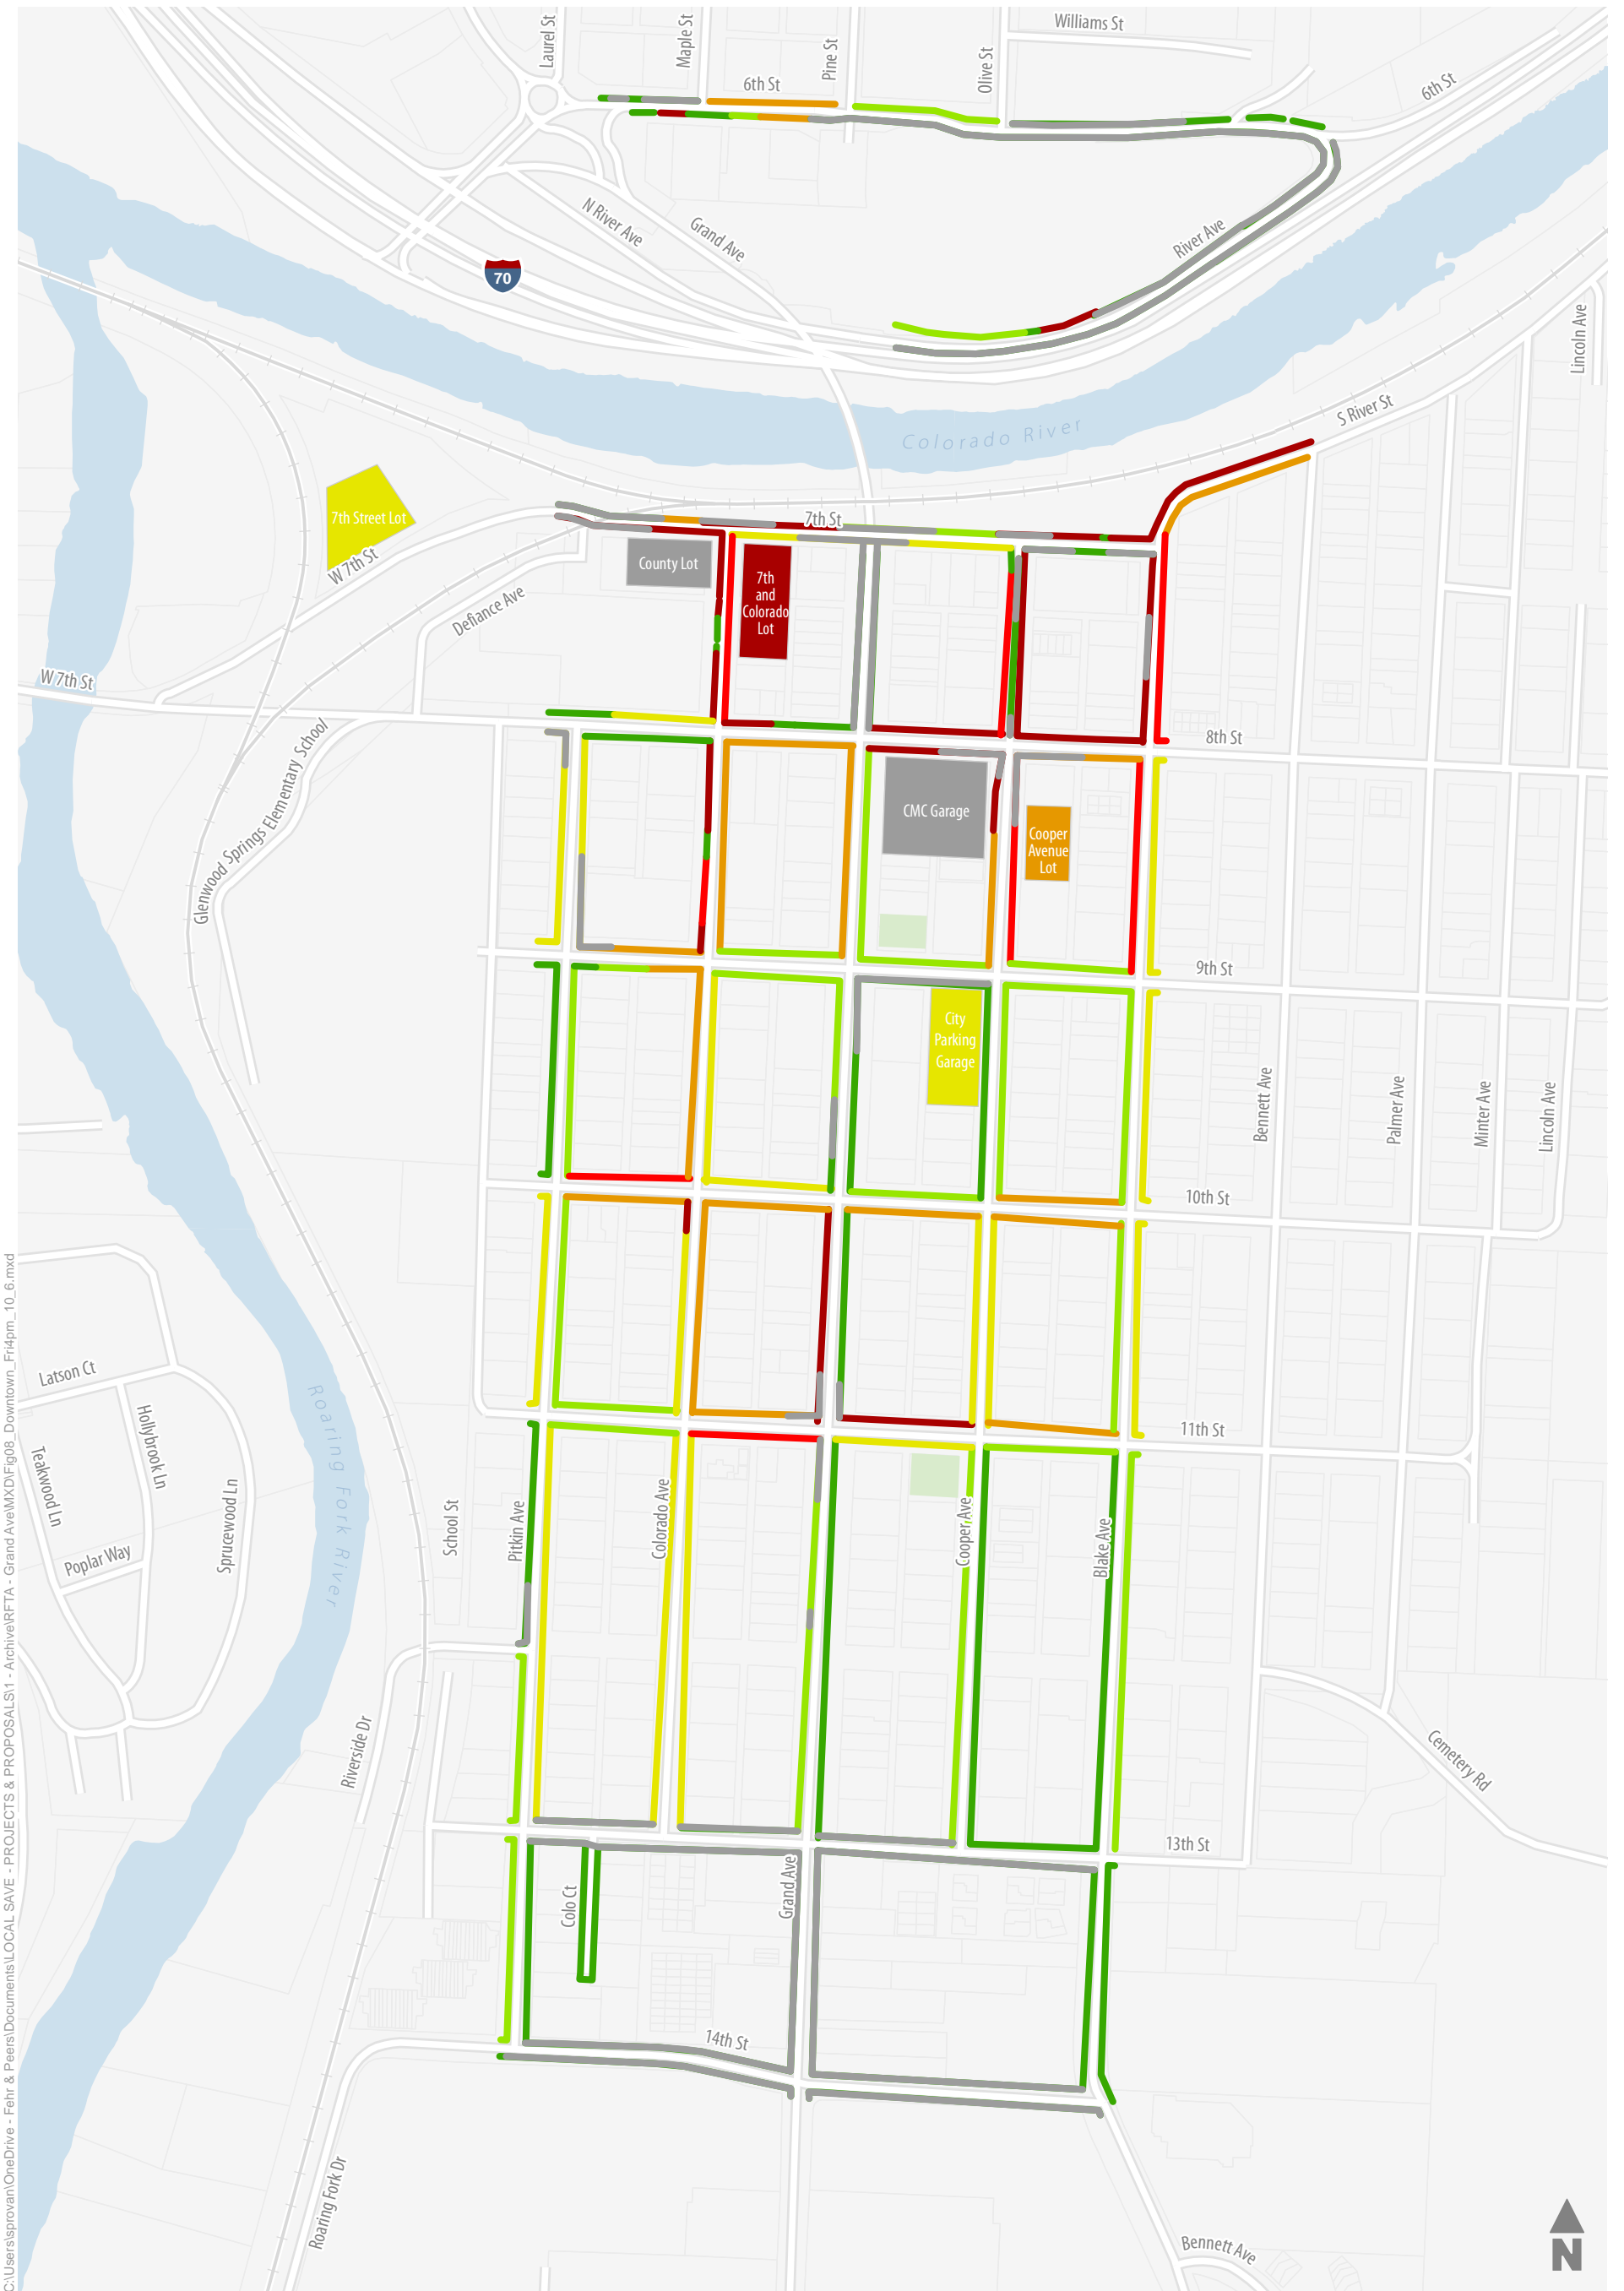 Laurel St
Maple St
Pine St
Olive St
Williams St
6th St
6th St
N River Ave
Grand Ave
River Ave
70
Colorado River
S River St
Lincoln Ave
7th Street Lot
W 7th St
7th St
County Lot
7th
and
Colorado
Lot
Defiance Ave
W 7th St
Glenwood Springs Elementary School
8th St
CMC Garage
Cooper
Avenue
Lot
9th St
City
Parking
Garage
Bennett Ave
Palmer Ave
Minter Ave
Lincoln Ave
10th St
Latson Ct
Hollybrook Ln
Teakwood Ln
Sprucewood Ln
Poplar Way
Roaring Fork River
11th St
School St
Pitkin Ave
Colorado Ave
Cooper Ave
Blake Ave
Riverside Dr
Cemetery Rd
13th St
Colo Ct
Grand Ave
14th St
Roaring Fork Dr
Bennett Ave
N
C:\Users\sprovan\OneDrive - Fehr & Peers\Documents\LOCAL SAVE - PROJECTS & PROPOSALS\1 - Archive\RFTA - Grand Ave\MXD\Fig08_Downtown_Fri4pm_10_6.mxd